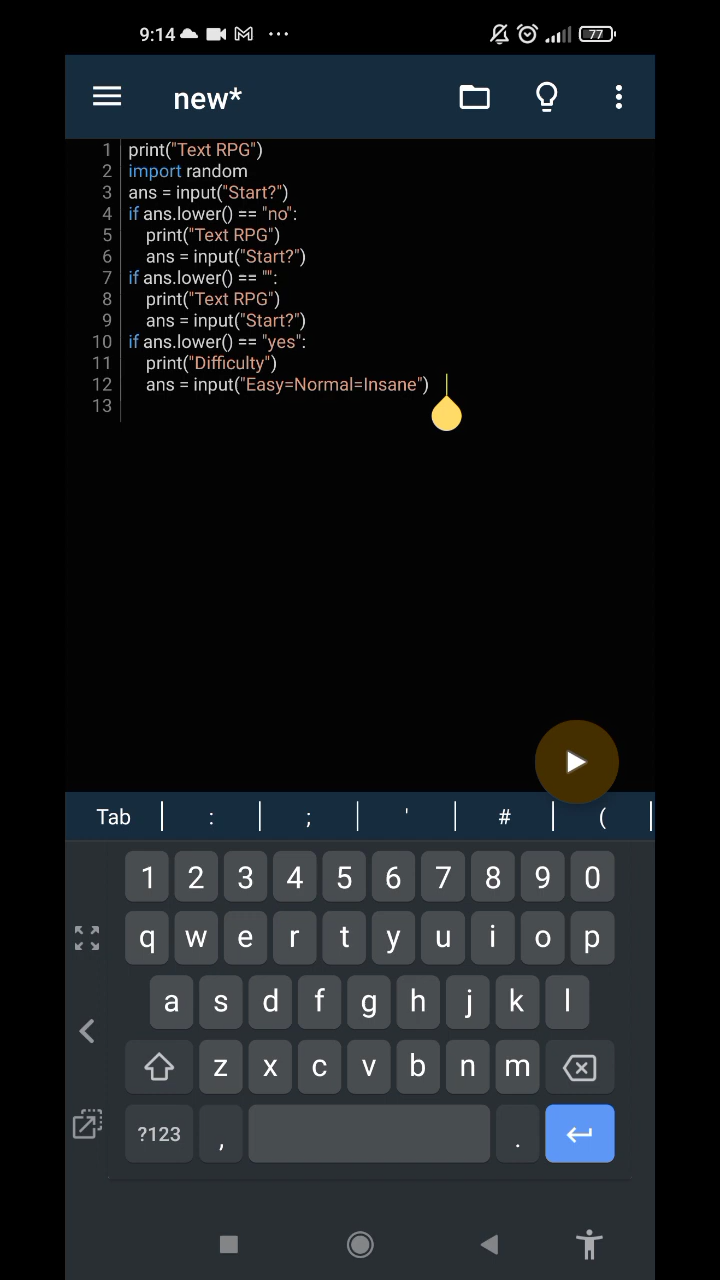 9:14 77
new*
1 print("Text RPG")
2 import random
3 ans = input("Start?")
4 if ans.lower() == "no":
5     print("Text RPG")
6     ans = input("Start?")
7 if ans.lower() == "":
8     print("Text RPG")
9     ans = input("Start?")
10 if ans.lower() == "yes":
11     print("Difficulty")
12     ans = input("Easy=Normal=Insane")
13
Tab : ; ' # (
1 2 3 4 5 6 7 8 9 0
q w e r t y u i o p
a s d f g h j k l
z x c v b n m
?123 , .